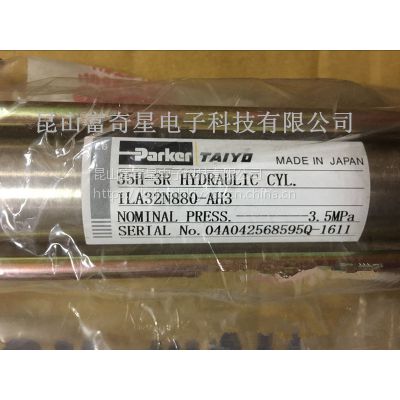 昆山富奇星电子科技有限公司
Parker TAIYO MADE IN JAPAN
35H-3R HYDRAULIC CYL.
1LA32N880-AH3
NOMINAL PRESS. 3.5MPa
SERIAL No. 04A042568595Q-1611